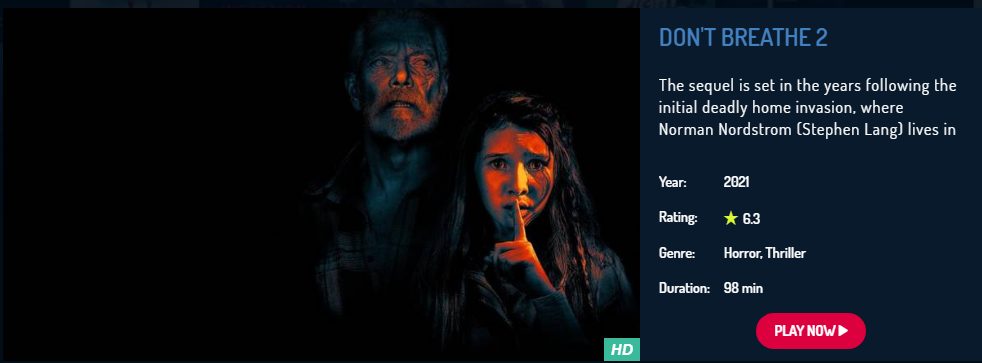 DON'T BREATHE 2
The sequel is set in the years following the
initial deadly home invasion, where
Norman Nordstrom (Stephen Lang) lives in
Year: 2021
Rating: ★ 6.3
Genre: Horror, Thriller
Duration: 98 min
PLAY NOW ▶
HD